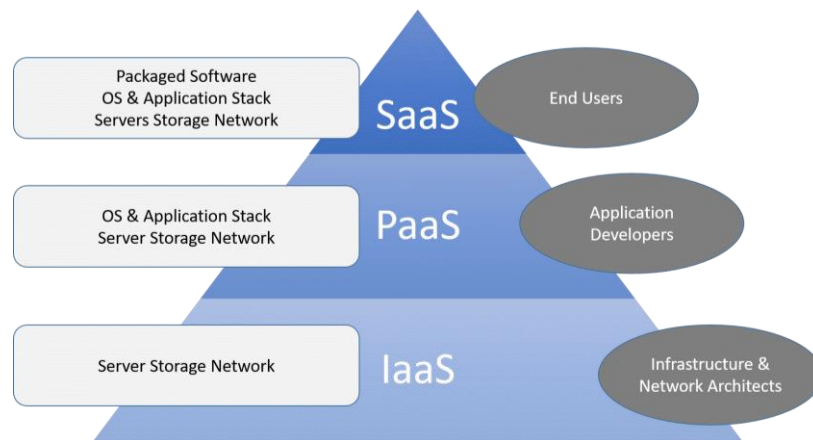 Packaged Software
OS & Application Stack
Servers Storage Network
SaaS
End Users
OS & Application Stack
Server Storage Network
PaaS
Application
Developers
Server Storage Network
IaaS
Infrastructure &
Network Architects